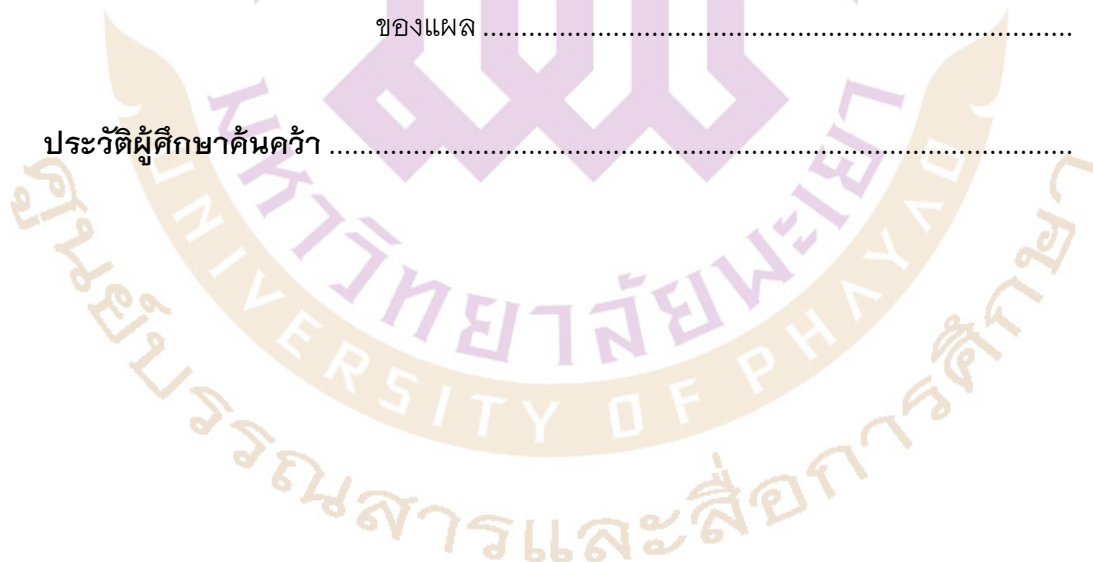 ของแผล ............................................................................
ประวัติผู้ศึกษาค้นคว้า ................................................................................................
มหาวิทยาลัยพะเยา
UNIVERSITY OF PHAYAO
ศูนย์บรรณสารและสื่อการศึกษา